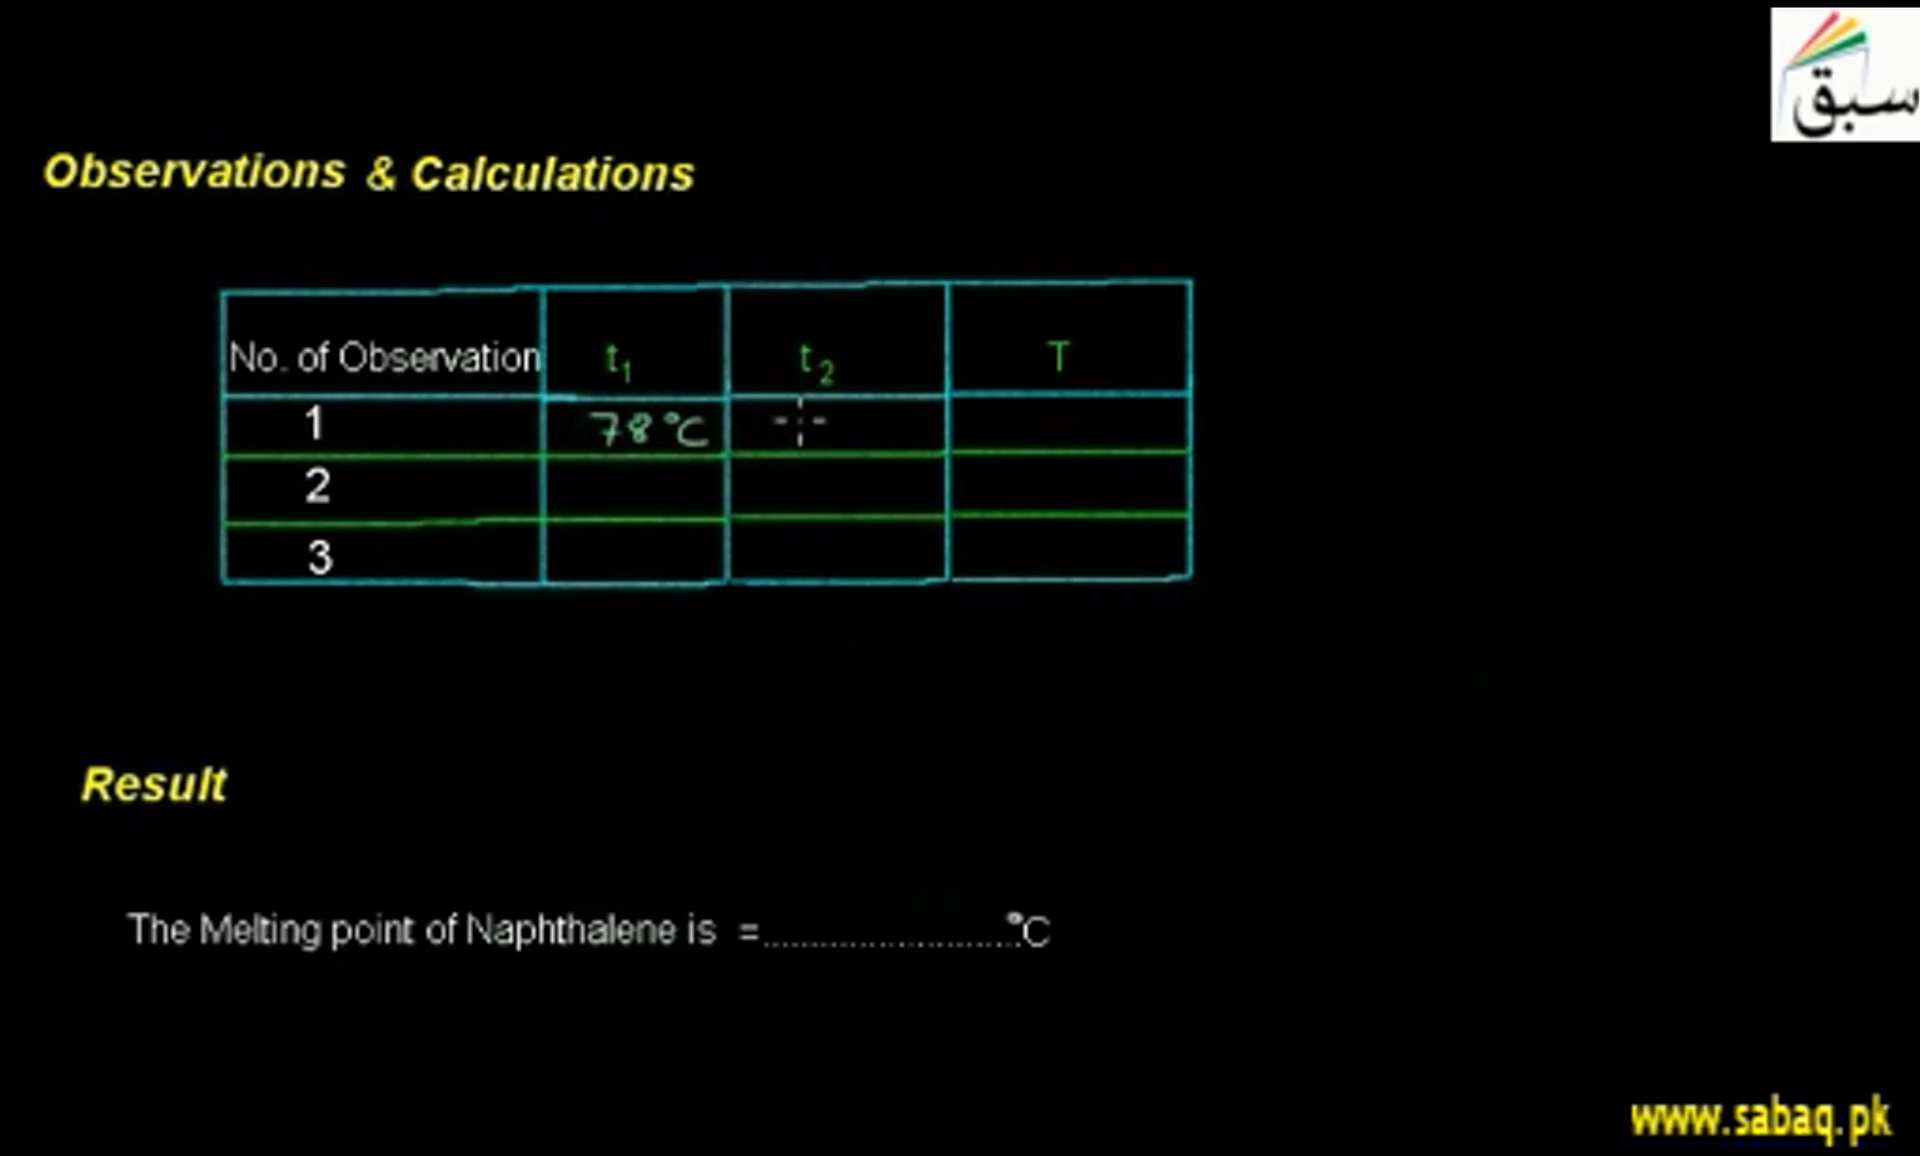 سبق
Observations & Calculations
No. of Observation t₁ t₂ T
1 78°C
2
3
Result
The Melting point of Naphthalene is =........................°C
www.sabaq.pk